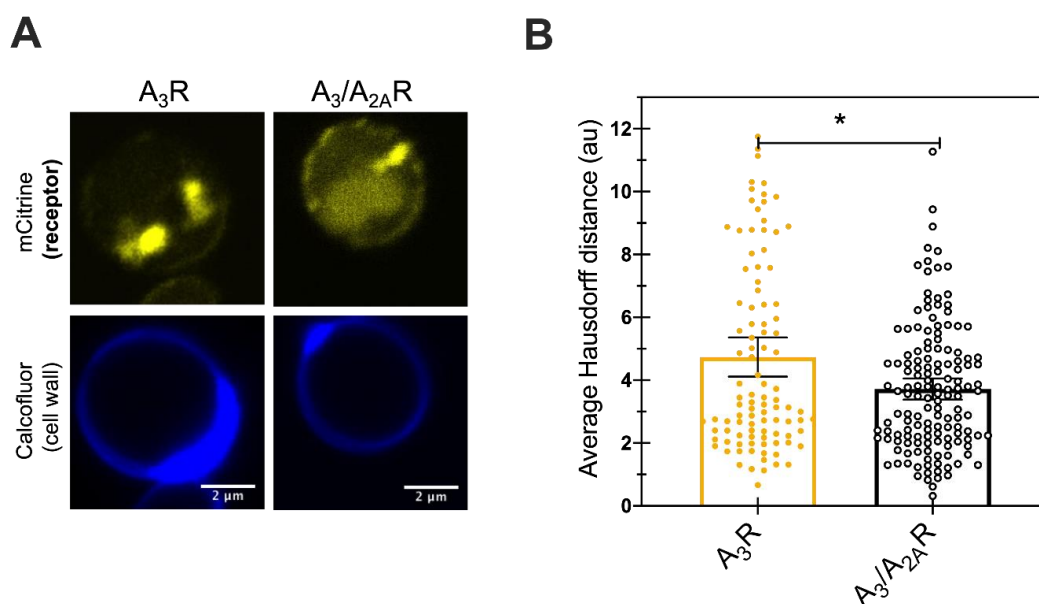 A
A3R
A3/A2AR
mCitrine
(receptor)
Calcofluor
(cell wall)
2 µm
2 µm
B
Average Hausdorff distance (au)
12
10
8
6
4
2
0
*
A3R
A3/A2AR